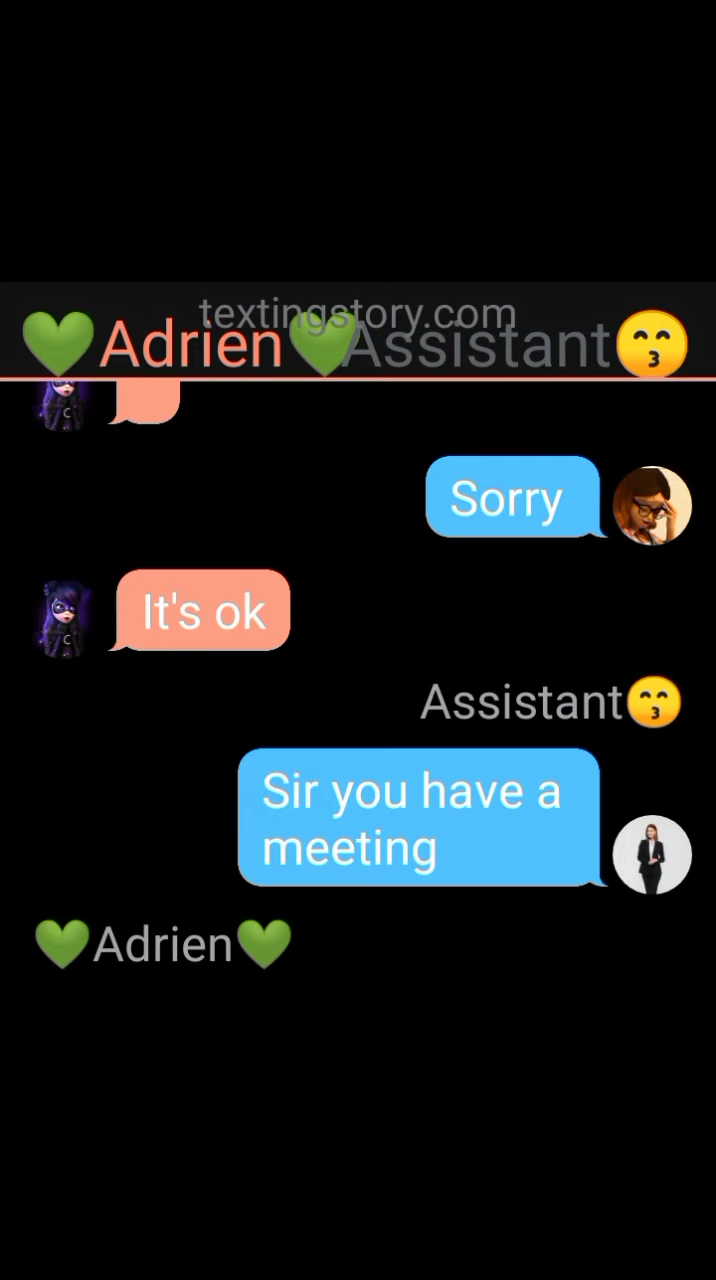 textingstory.com
💚Adrien💚Assistant😙
Sorry
It's ok
Assistant😙
Sir you have a
meeting
💚Adrien💚